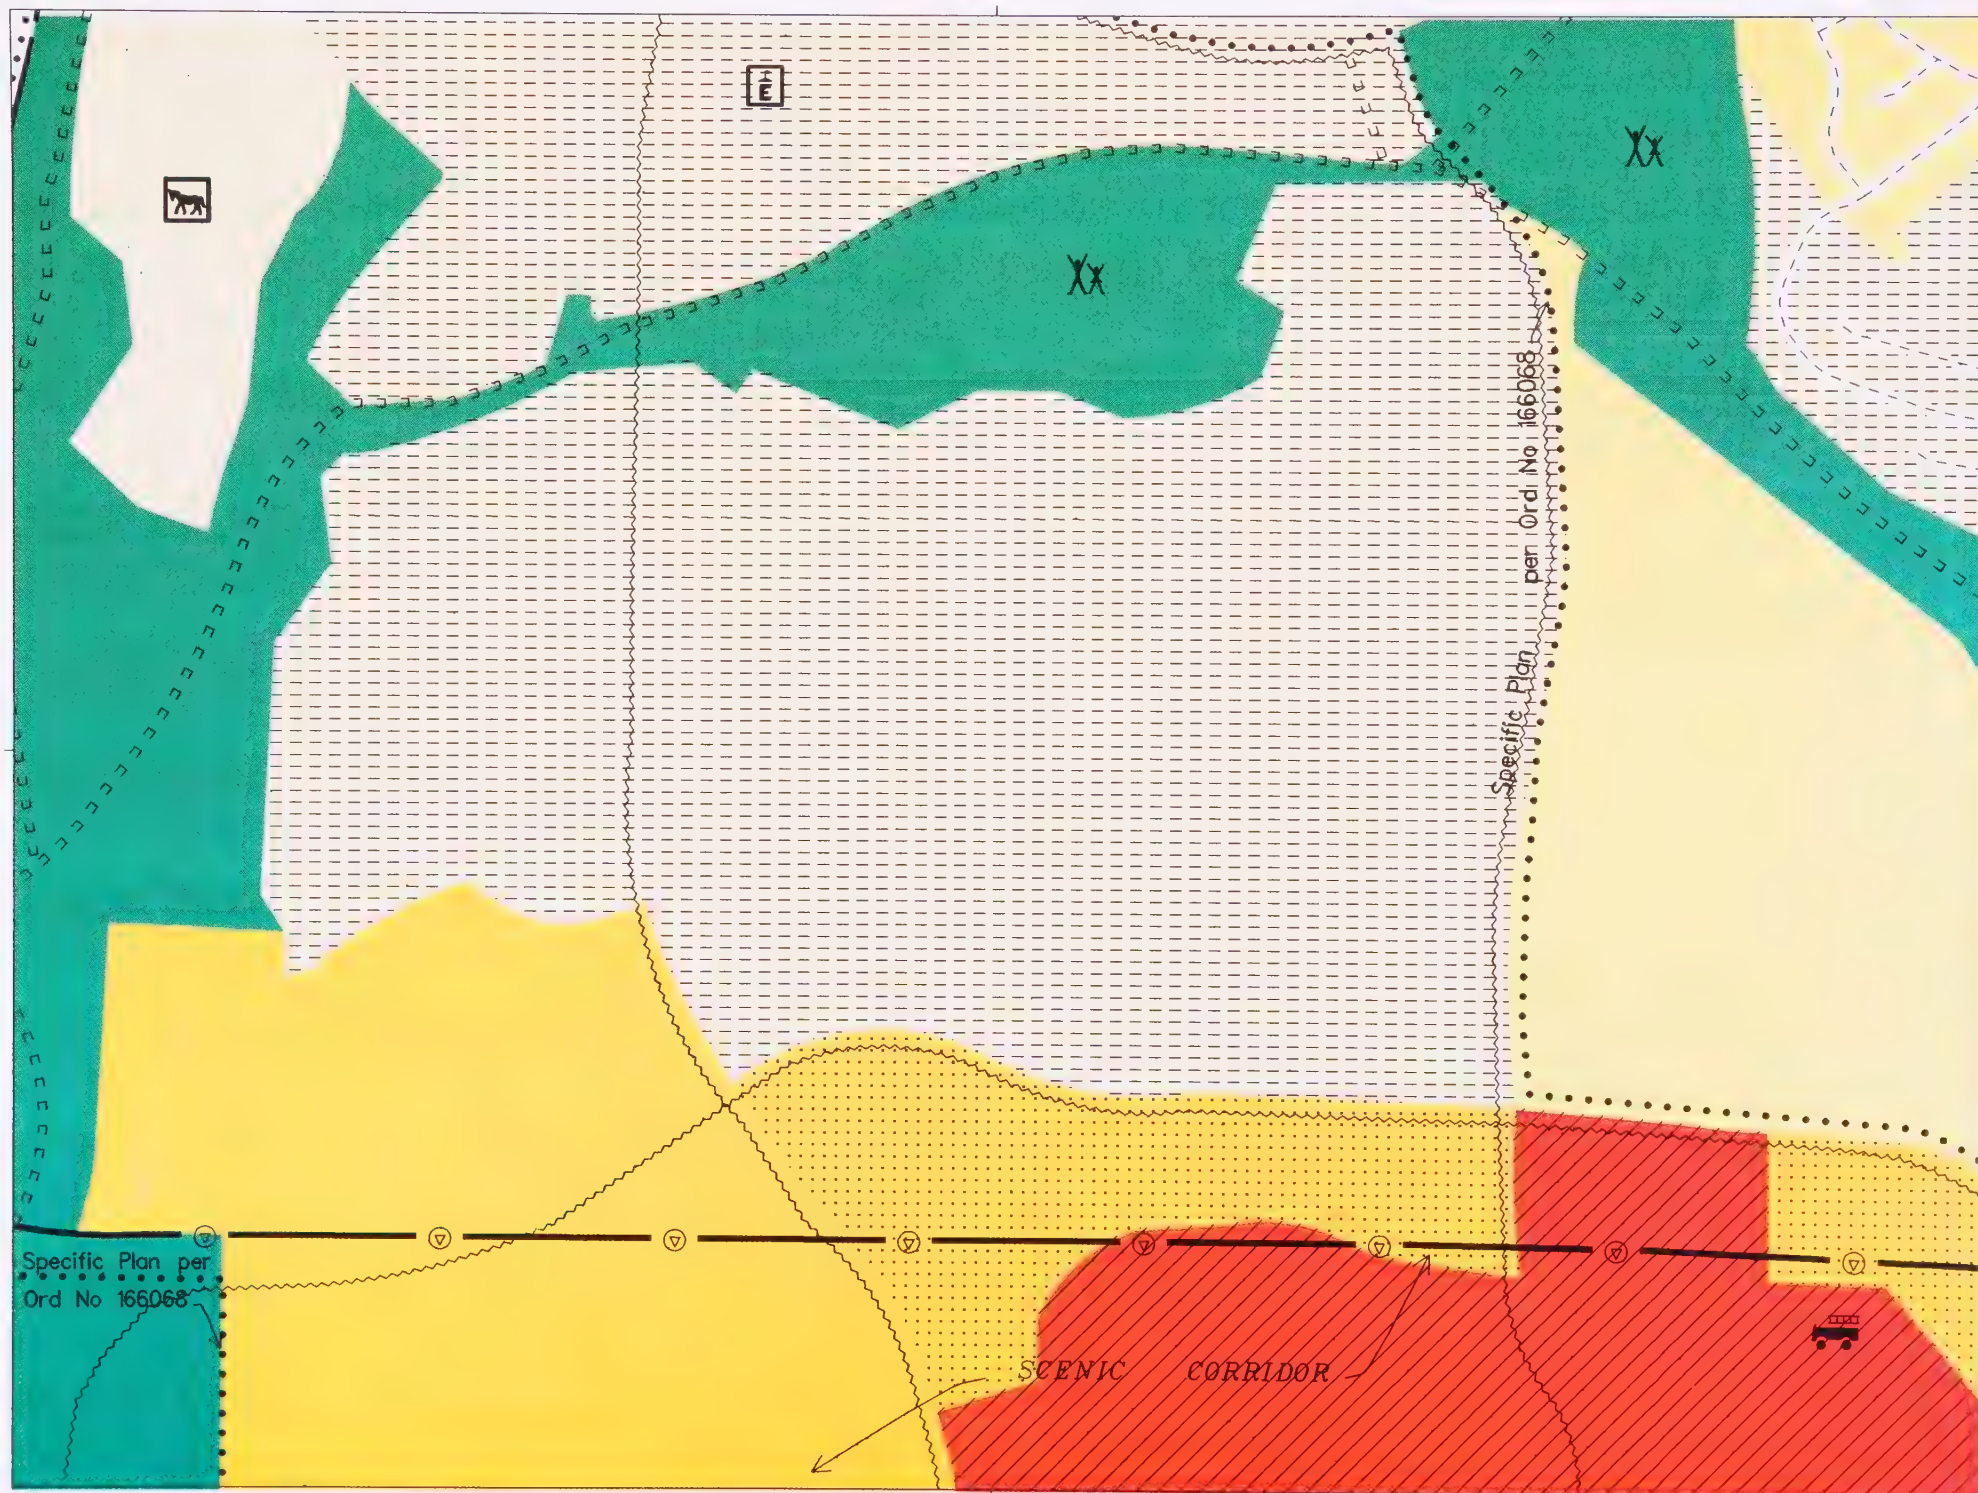 E
Specific Plan per Ord No 166068
Specific Plan per
Ord No 166068
SCENIC CORRIDOR